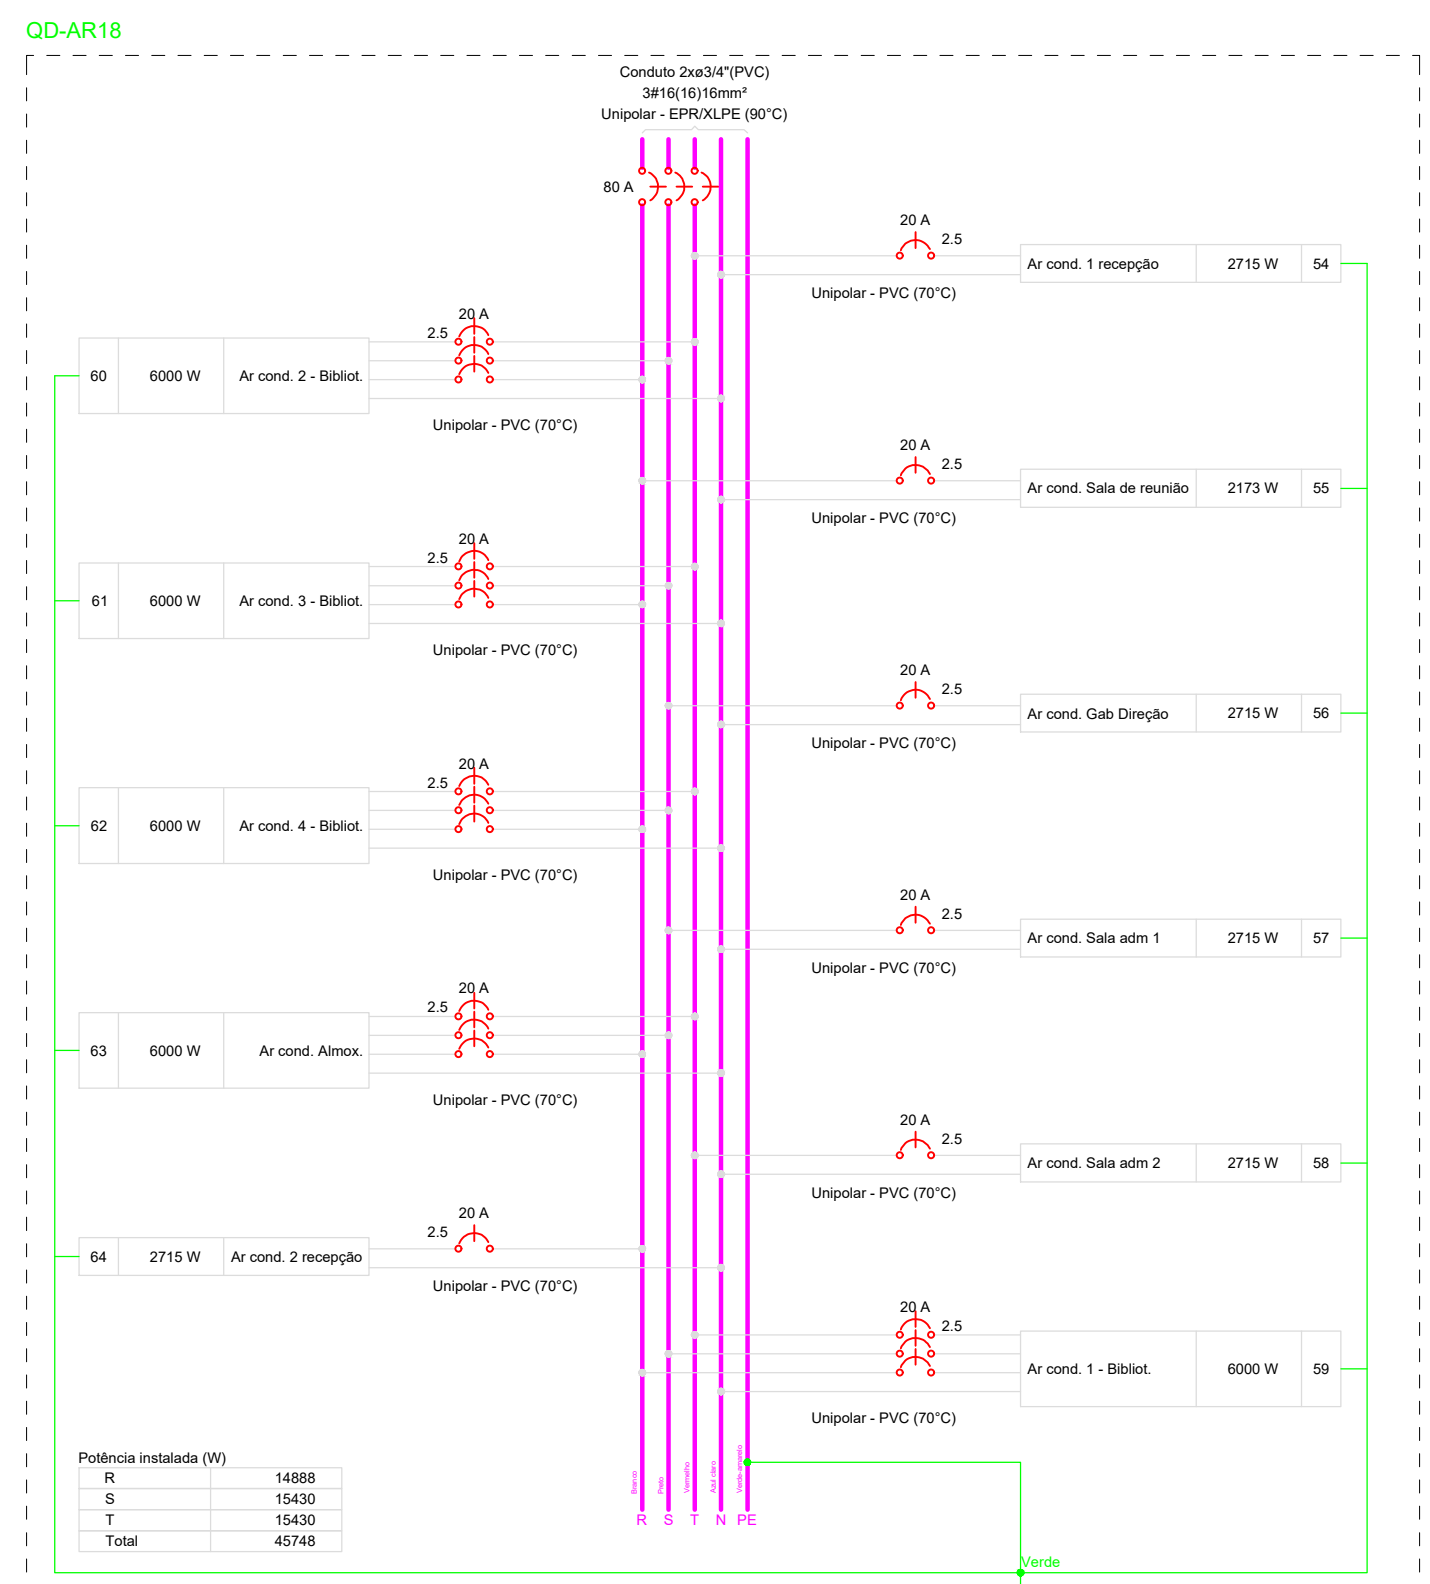 QD-AR18
Conduto 2xø3/4"(PVC)
3#16(16)16mm²
Unipolar - EPR/XLPE (90°C)
80 A
20 A
2.5
Ar cond. 1 recepção 2715 W 54
Unipolar - PVC (70°C)
20 A
2.5
60 6000 W Ar cond. 2 - Bibliot.
Unipolar - PVC (70°C)
20 A
2.5
Ar cond. Sala de reunião 2173 W 55
Unipolar - PVC (70°C)
20 A
2.5
61 6000 W Ar cond. 3 - Bibliot.
Unipolar - PVC (70°C)
20 A
2.5
Ar cond. Gab Direção 2715 W 56
Unipolar - PVC (70°C)
20 A
2.5
62 6000 W Ar cond. 4 - Bibliot.
Unipolar - PVC (70°C)
20 A
2.5
Ar cond. Sala adm 1 2715 W 57
Unipolar - PVC (70°C)
20 A
2.5
63 6000 W Ar cond. Almox.
Unipolar - PVC (70°C)
20 A
2.5
Ar cond. Sala adm 2 2715 W 58
Unipolar - PVC (70°C)
20 A
2.5
64 2715 W Ar cond. 2 recepção
Unipolar - PVC (70°C)
20 A
2.5
Ar cond. 1 - Bibliot. 6000 W 59
Unipolar - PVC (70°C)
Potência instalada (W)
R 14888
S 15430
T 15430
Total 45748
Branco
Preto
Vermelho
Azul claro
Verde-amarelo
R S T N PE
Verde